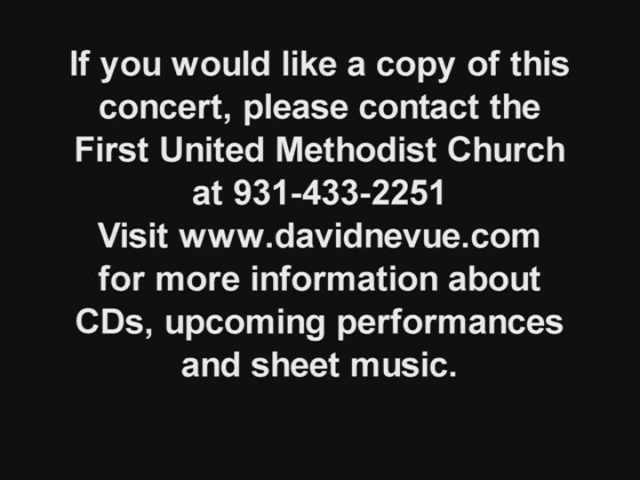 If you would like a copy of this
concert, please contact the
First United Methodist Church
at 931-433-2251
Visit www.davidnevue.com
for more information about
CDs, upcoming performances
and sheet music.